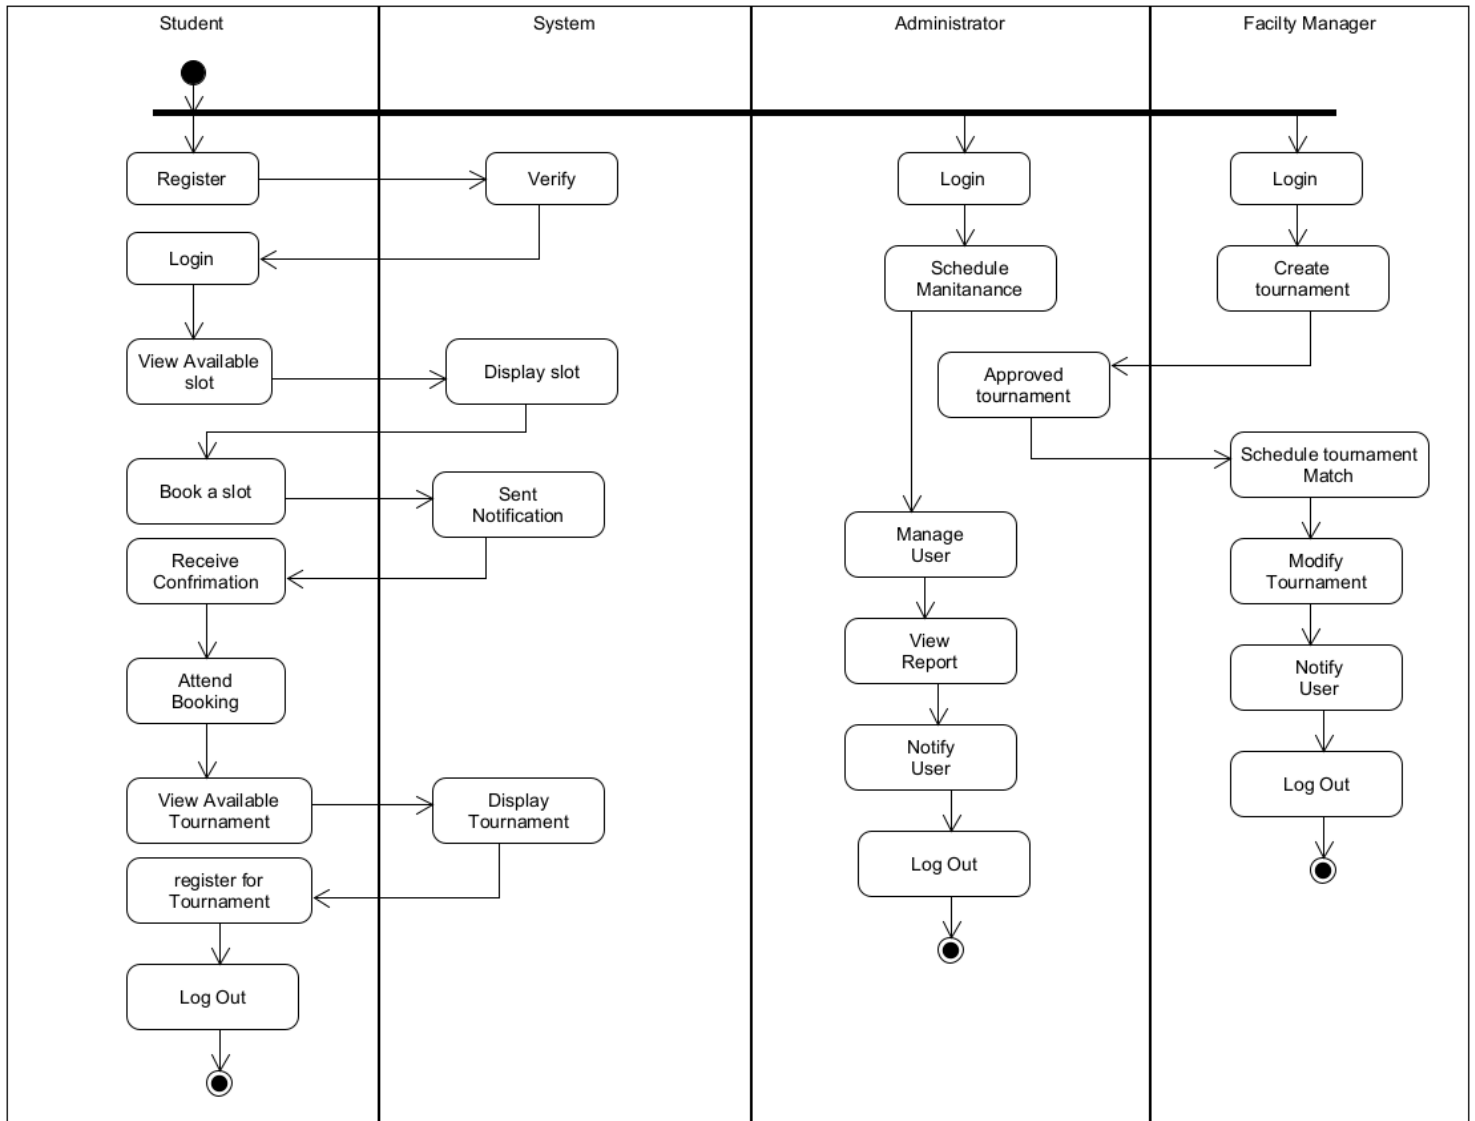 Student
System
Administrator
Facilty Manager
Register
Verify
Login
Login
Login
Schedule
Manitanance
Create
tournament
View Available
slot
Display slot
Approved
tournament
Book a slot
Sent
Notification
Schedule tournament
Match
Receive
Confrimation
Manage
User
Modify
Tournament
Attend
Booking
View
Report
Notify
User
View Available
Tournament
Display
Tournament
Notify
User
Log Out
register for
Tournament
Log Out
Log Out